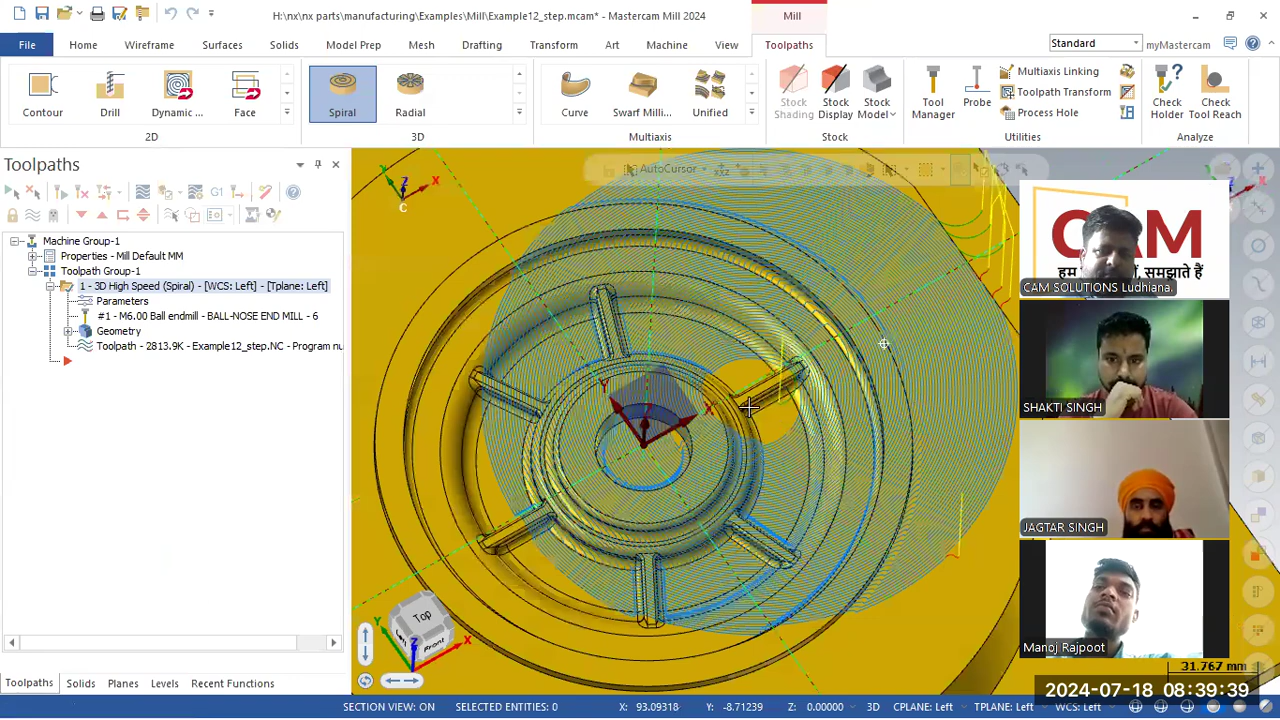 H:\nx\nx parts\manufacturing\Examples\Mill\Example12_step.mcam* - Mastercam Mill 2024
Mill
File
Home
Wireframe
Surfaces
Solids
Model Prep
Mesh
Drafting
Transform
Art
Machine
View
Toolpaths
Standard
myMastercam
Contour
Drill
Dynamic ...
Face
2D
Spiral
Radial
3D
Curve
Swarf Milli...
Unified
Multiaxis
Stock Shading
Stock Display
Stock Model
Stock
Tool Manager
Probe
Multiaxis Linking
Toolpath Transform
Process Hole
Utilities
Check Holder
Check Tool Reach
Analyze
Toolpaths
G1
Machine Group-1
Properties - Mill Default MM
Toolpath Group-1
1 - 3D High Speed (Spiral) - [WCS: Left] - [Tplane: Left]
Parameters
#1 - M6.00 Ball endmill - BALL-NOSE END MILL - 6
Geometry
Toolpath - 2813.9K - Example12_step.NC - Program nu
AutoCursor
Y
Z
X
C
Y
X
Top
Left
Front
Y
Z
X
CAM
हम
समझाते हैं
CAM SOLUTIONS Ludhiana.
SHAKTI SINGH
JAGTAR SINGH
Manoj Rajpoot
31.767 mm
2024-07-18 08:39:39
Toolpaths
Solids
Planes
Levels
Recent Functions
SECTION VIEW: ON
SELECTED ENTITIES: 0
X: 93.09318
Y: -8.71239
Z: 0.00000
3D
CPLANE: Left
TPLANE: Left
WCS: Left